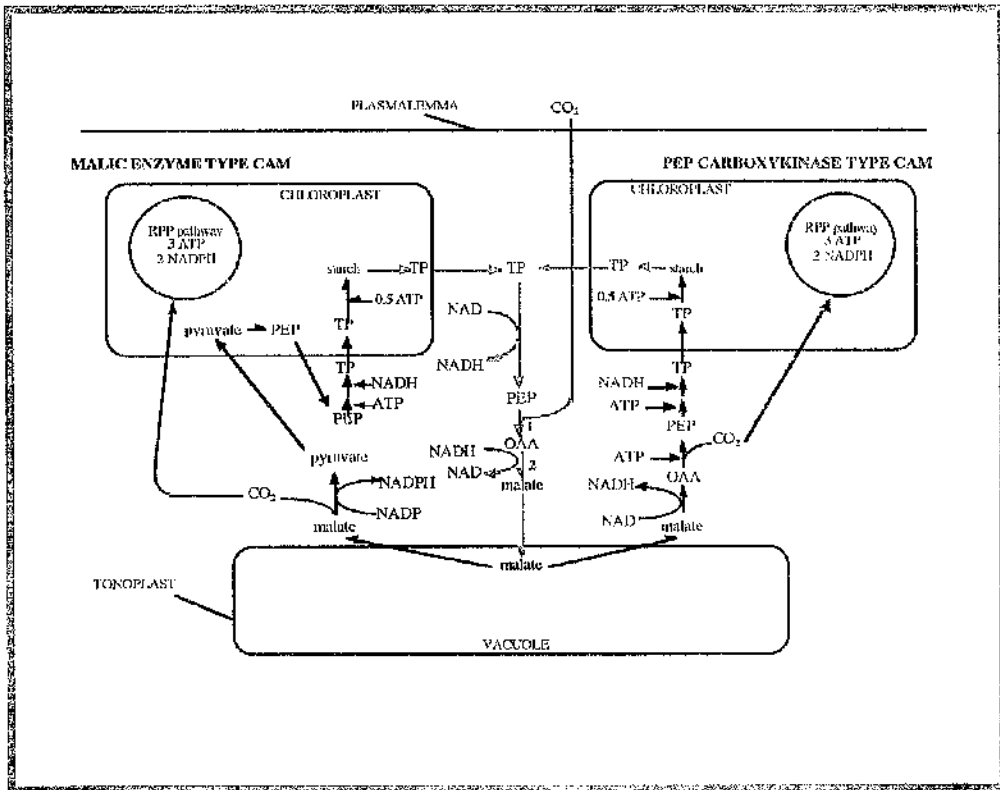 PLASMALEMMA
CO2
MALIC ENZYME TYPE CAM
PEP CARBOXYKINASE TYPE CAM
CHLOROPLAST
CHLOROPLAST
RPP pathway
3 ATP
2 NADPH
RPP pathway
3 ATP
2 NADPH
starch
TP
TP
TP
starch
0.5 ATP
NAD
0.5 ATP
TP
TP
pyruvate
PEP
NADH
TP
TP
NADH
NADH
ATP
PEP
ATP
PEP
1
PEP
OAA
CO2
pyruvate
NADH
2
ATP
NAD
OAA
NADPH
malate
NADH
CO2
NADP
NAD
malate
malate
malate
TONOPLAST
VACUOLE